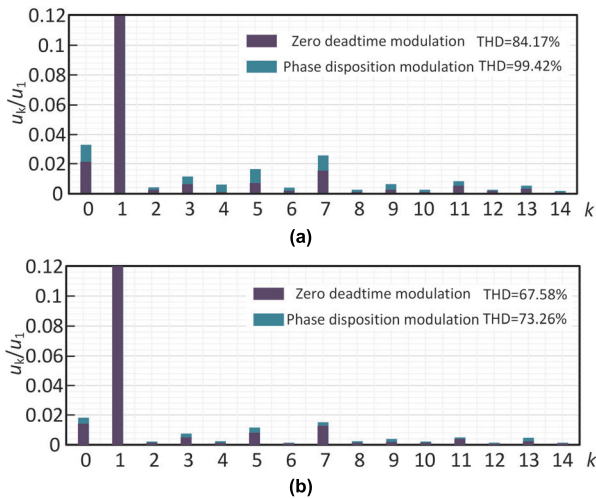 0.12
Zero deadtime modulation THD=84.17%
0.1
Phase disposition modulation THD=99.42%
0.08
uk/u1
0.06
0.04
0.02
0
0 1 2 3 4 5 6 7 8 9 10 11 12 13 14 k
(a)
0.12
Zero deadtime modulation THD=67.58%
0.1
Phase disposition modulation THD=73.26%
0.08
uk/u1
0.06
0.04
0.02
0
0 1 2 3 4 5 6 7 8 9 10 11 12 13 14 k
(b)